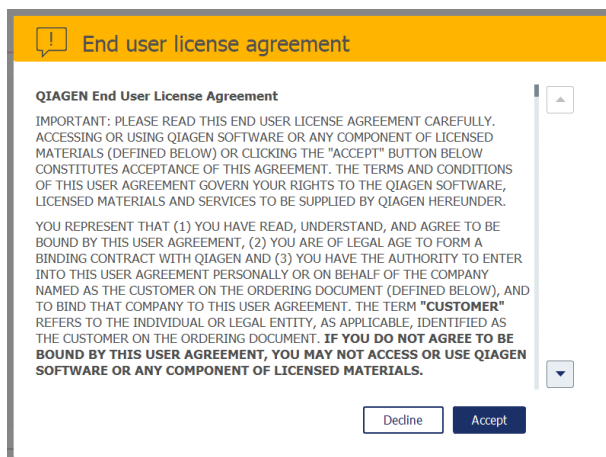 End user license agreement
QIAGEN End User License Agreement
IMPORTANT: PLEASE READ THIS END USER LICENSE AGREEMENT CAREFULLY.
ACCESSING OR USING QIAGEN SOFTWARE OR ANY COMPONENT OF LICENSED
MATERIALS (DEFINED BELOW) OR CLICKING THE "ACCEPT" BUTTON BELOW
CONSTITUTES ACCEPTANCE OF THIS AGREEMENT. THE TERMS AND CONDITIONS
OF THIS USER AGREEMENT GOVERN YOUR RIGHTS TO THE QIAGEN SOFTWARE,
LICENSED MATERIALS AND SERVICES TO BE SUPPLIED BY QIAGEN HEREUNDER.
YOU REPRESENT THAT (1) YOU HAVE READ, UNDERSTAND, AND AGREE TO BE
BOUND BY THIS USER AGREEMENT, (2) YOU ARE OF LEGAL AGE TO FORM A
BINDING CONTRACT WITH QIAGEN AND (3) YOU HAVE THE AUTHORITY TO ENTER
INTO THIS USER AGREEMENT PERSONALLY OR ON BEHALF OF THE COMPANY
NAMED AS THE CUSTOMER ON THE ORDERING DOCUMENT (DEFINED BELOW), AND
TO BIND THAT COMPANY TO THIS USER AGREEMENT. THE TERM "CUSTOMER"
REFERS TO THE INDIVIDUAL OR LEGAL ENTITY, AS APPLICABLE, IDENTIFIED AS
THE CUSTOMER ON THE ORDERING DOCUMENT. IF YOU DO NOT AGREE TO BE
BOUND BY THIS USER AGREEMENT, YOU MAY NOT ACCESS OR USE QIAGEN
SOFTWARE OR ANY COMPONENT OF LICENSED MATERIALS.
Decline
Accept